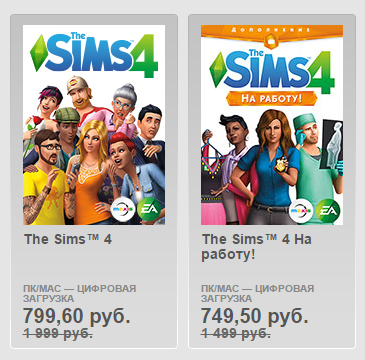 The
SIMS 4
maxis
EA
The Sims™ 4
ПК/MAC — ЦИФРОВАЯ
ЗАГРУЗКА
799,60 руб.
1 999 руб.
ДОПОЛНЕНИЕ
The
SIMS 4
НА РАБОТУ!
maxis
EA
The Sims™ 4 На
работу!
ПК/MAC — ЦИФРОВАЯ
ЗАГРУЗКА
749,50 руб.
1 499 руб.